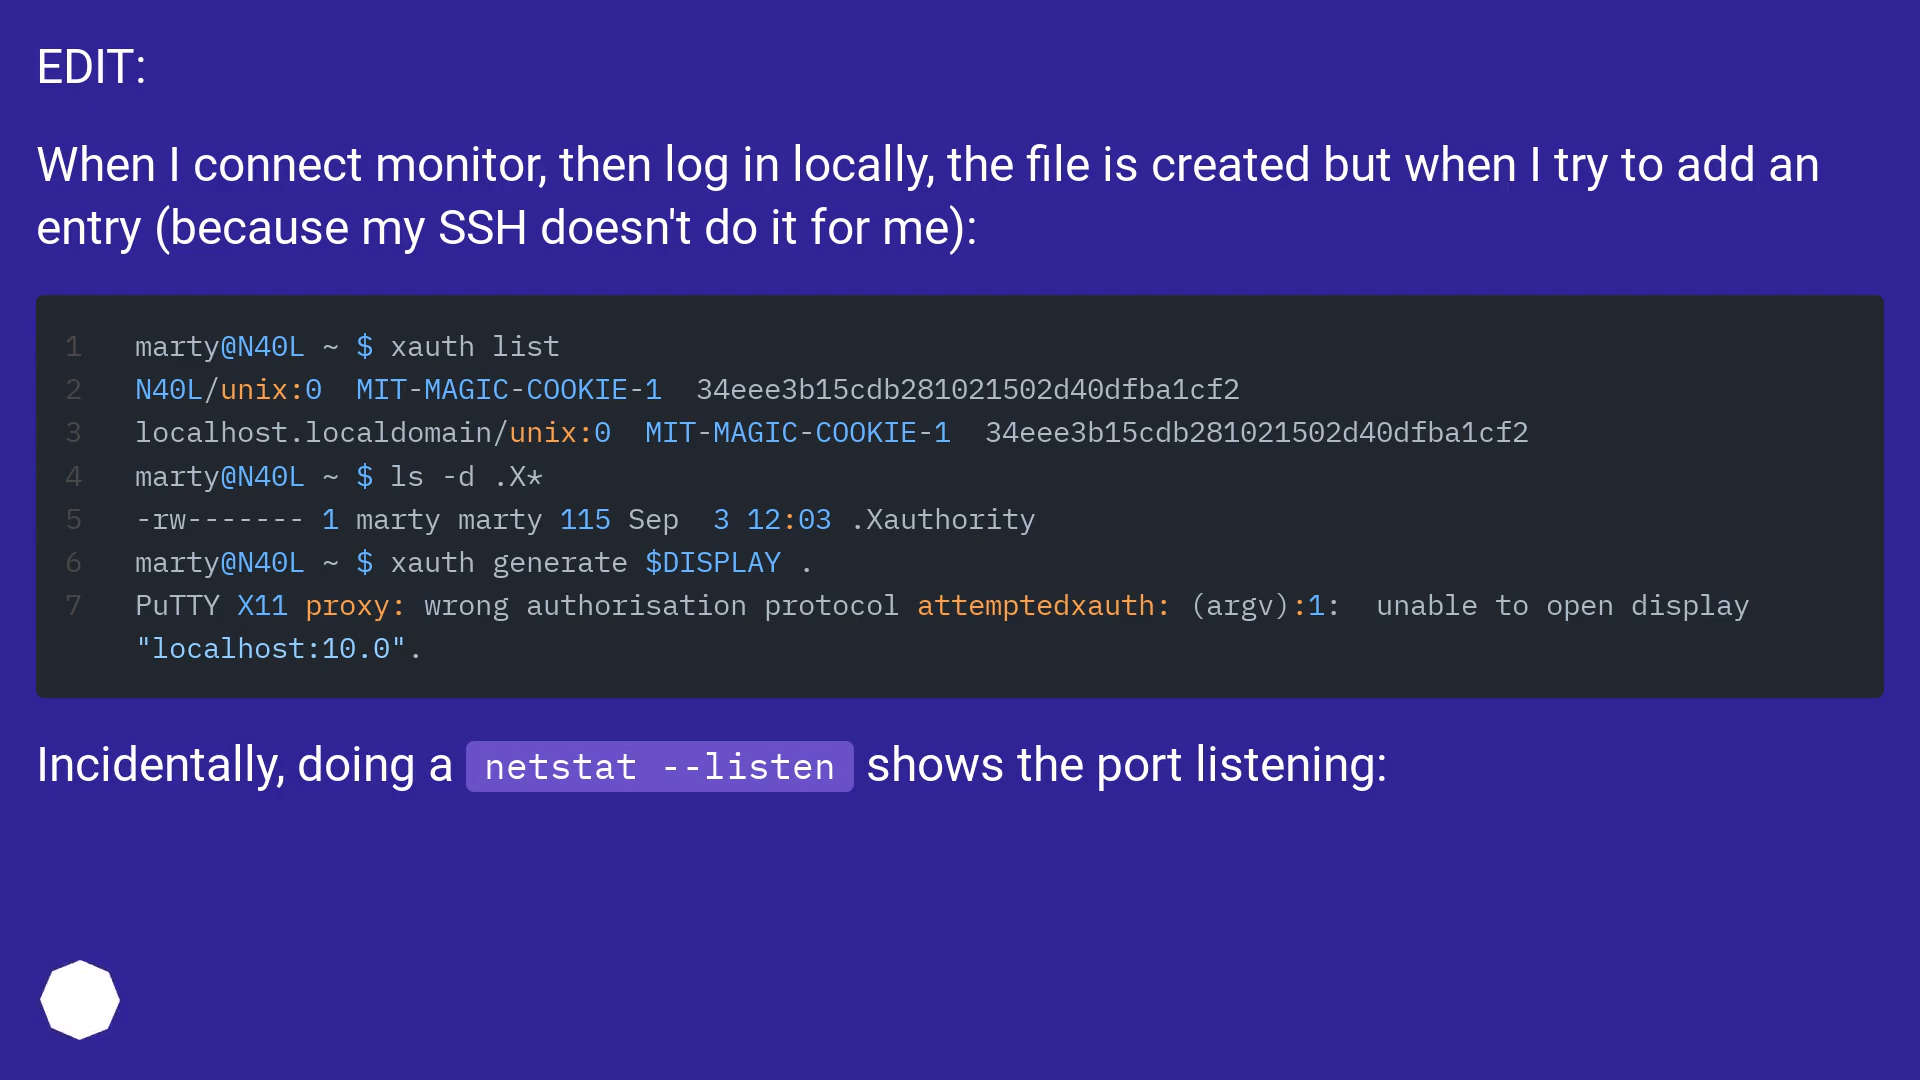 EDIT:
When I connect monitor, then log in locally, the file is created but when I try to add an
entry (because my SSH doesn't do it for me):
1 marty@N40L ~ $ xauth list
2 N40L/unix:0  MIT-MAGIC-COOKIE-1  34eee3b15cdb281021502d40dfba1cf2
3 localhost.localdomain/unix:0  MIT-MAGIC-COOKIE-1  34eee3b15cdb281021502d40dfba1cf2
4 marty@N40L ~ $ ls -d .X*
5 -rw------- 1 marty marty 115 Sep  3 12:03 .Xauthority
6 marty@N40L ~ $ xauth generate $DISPLAY .
7 PuTTY X11 proxy: wrong authorisation protocol attemptedxauth: (argv):1:  unable to open display
"localhost:10.0".
Incidentally, doing a netstat --listen shows the port listening: